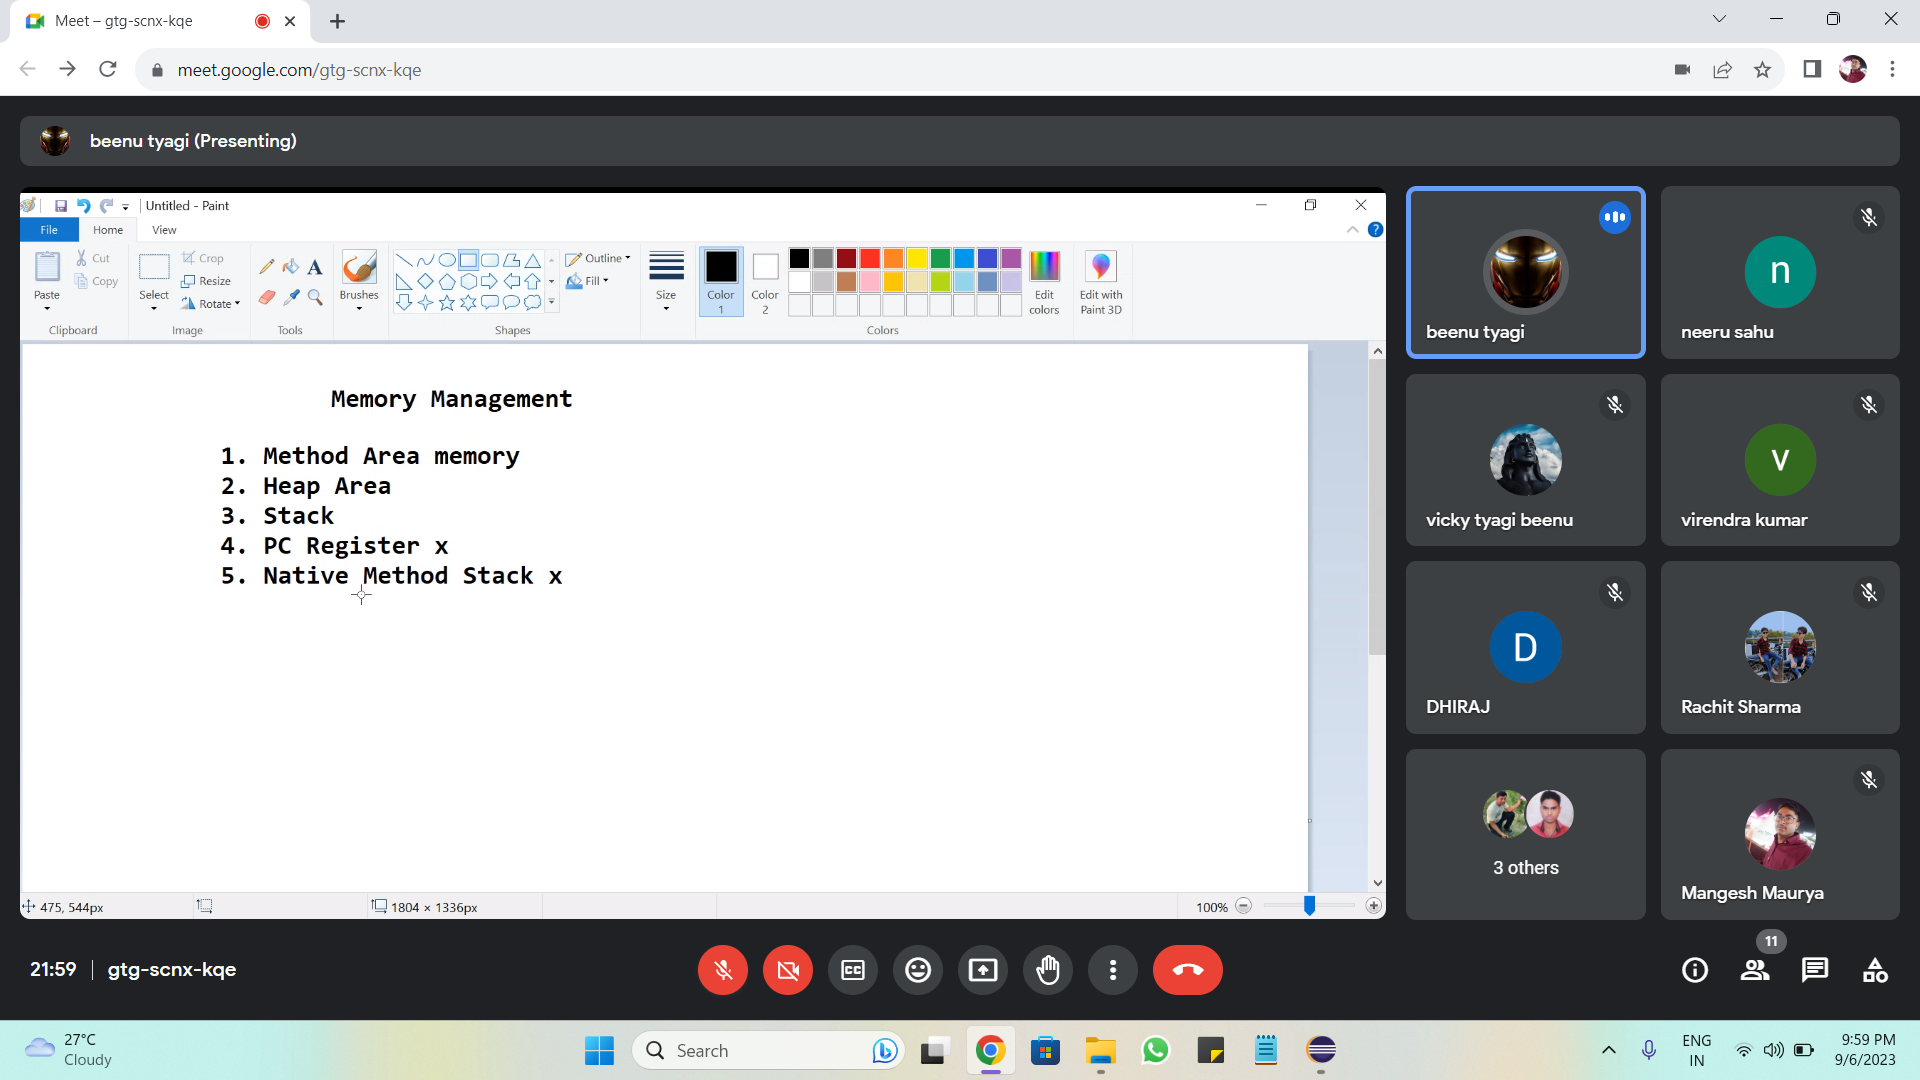 Meet – gtg-scnx-kqe
meet.google.com/gtg-scnx-kqe
beenu tyagi (Presenting)
Untitled - Paint
File
Home
View
Paste
Cut
Copy
Clipboard
Select
Crop
Resize
Rotate
Image
A
Tools
Brushes
Shapes
Outline
Fill
Size
Color
1
Color
2
Colors
Edit
colors
Edit with
Paint 3D
?
Memory Management
1. Method Area memory
2. Heap Area
3. Stack
4. PC Register x
5. Native Method Stack x
475, 544px
1804 × 1336px
100%
beenu tyagi
n
neeru sahu
vicky tyagi beenu
V
virendra kumar
D
DHIRAJ
Rachit Sharma
3 others
Mangesh Maurya
21:59
gtg-scnx-kqe
CC
11
27°C
Cloudy
Search
b
ENG
IN
9:59 PM
9/6/2023